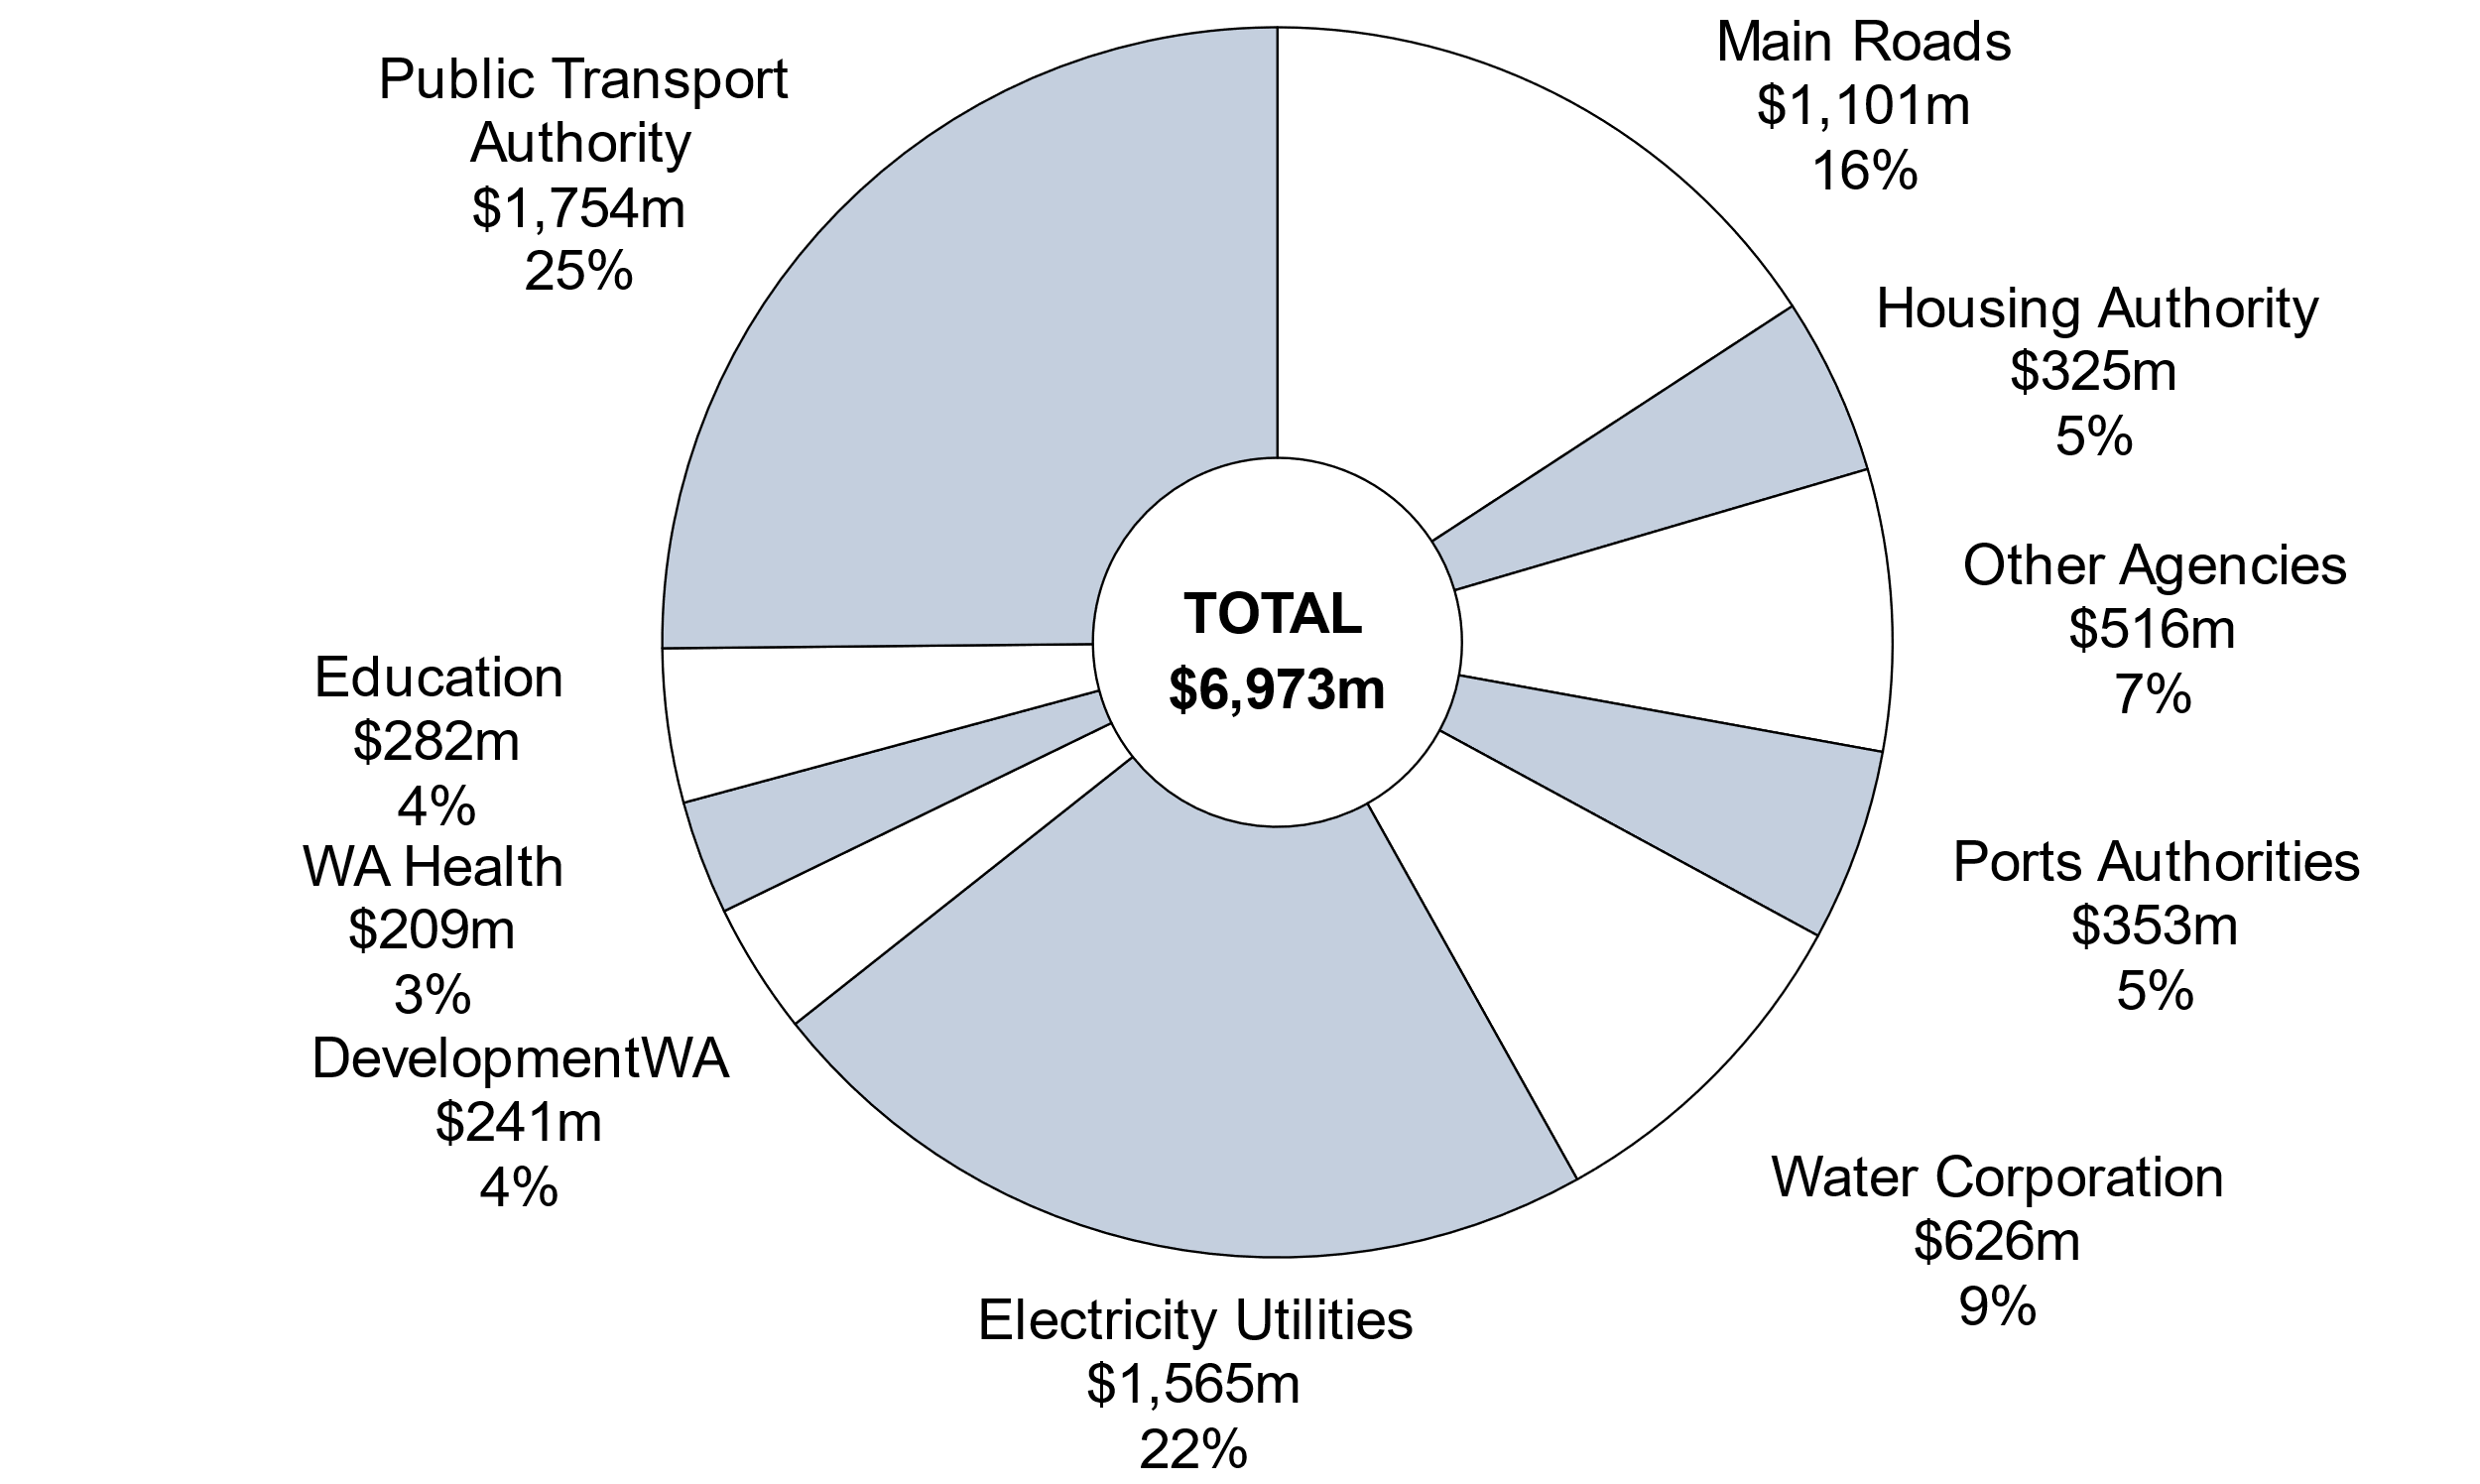 Main Roads
$1,101m
16%
Housing Authority
$325m
5%
Other Agencies
$516m
7%
Ports Authorities
$353m
5%
Water Corporation
$626m
9%
Electricity Utilities
$1,565m
22%
DevelopmentWA
$241m
4%
WA Health
$209m
3%
Education
$282m
4%
Public Transport
Authority
$1,754m
25%
TOTAL
$6,973m